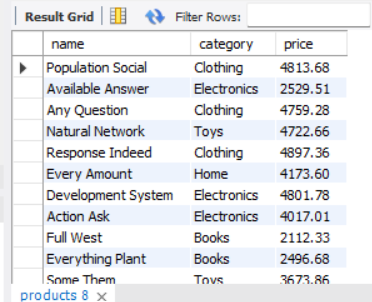 Result Grid Filter Rows:
name category price
Population Social Clothing 4813.68
Available Answer Electronics 2529.51
Any Question Clothing 4759.28
Natural Network Toys 4722.66
Response Indeed Clothing 4897.36
Every Amount Home 4173.60
Development System Electronics 4801.78
Action Ask Electronics 4017.01
Full West Books 2112.33
Everything Plant Books 2496.68
Some Them Toys 3673.86
products 8